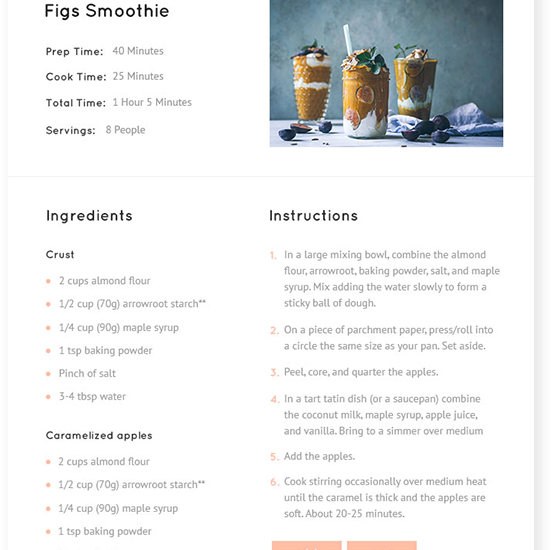 Figs Smoothie
Prep Time: 40 Minutes
Cook Time: 25 Minutes
Total Time: 1 Hour 5 Minutes
Servings: 8 People
Ingredients
Crust
2 cups almond flour
1/2 cup (70g) arrowroot starch**
1/4 cup (90g) maple syrup
1 tsp baking powder
Pinch of salt
3-4 tbsp water
Caramelized apples
2 cups almond flour
1/2 cup (70g) arrowroot starch**
1/4 cup (90g) maple syrup
1 tsp baking powder
Instructions
1. In a large mixing bowl, combine the almond
flour, arrowroot, baking powder, salt, and maple
syrup. Mix adding the water slowly to form a
sticky ball of dough.
2. On a piece of parchment paper, press/roll into
a circle the same size as your pan. Set aside.
3. Peel, core, and quarter the apples.
4. In a tart tatin dish (or a saucepan) combine
the coconut milk, maple syrup, apple juice,
and vanilla. Bring to a simmer over medium
5. Add the apples.
6. Cook stirring occasionally over medium heat
until the caramel is thick and the apples are
soft. About 20-25 minutes.